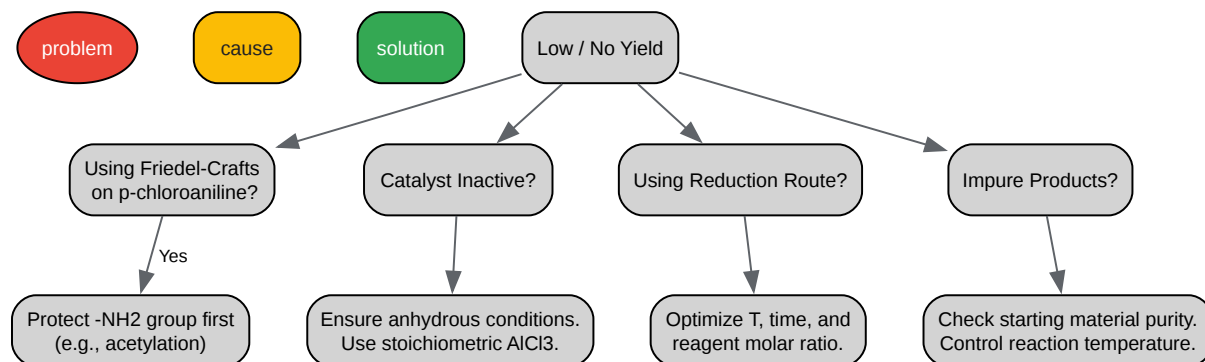 problem
cause
solution
Low / No Yield
Using Friedel-Crafts
on p-chloroaniline?
Catalyst Inactive?
Using Reduction Route?
Impure Products?
Yes
Protect -NH2 group first
(e.g., acetylation)
Ensure anhydrous conditions.
Use stoichiometric AlCl3.
Optimize T, time, and
reagent molar ratio.
Check starting material purity.
Control reaction temperature.